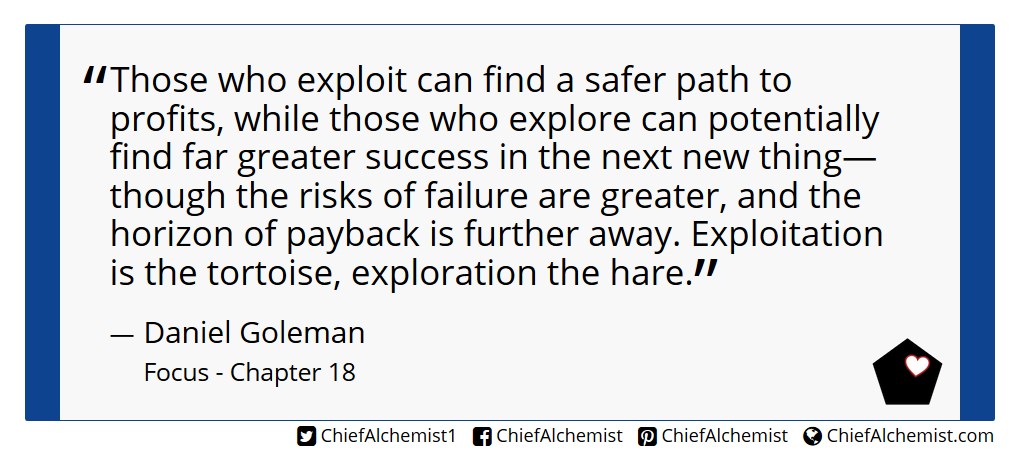 “Those who exploit can find a safer path to
profits, while those who explore can potentially
find far greater success in the next new thing—
though the risks of failure are greater, and the
horizon of payback is further away. Exploitation
is the tortoise, exploration the hare.”
— Daniel Goleman
Focus - Chapter 18
ChiefAlchemist1 ChiefAlchemist ChiefAlchemist ChiefAlchemist.com